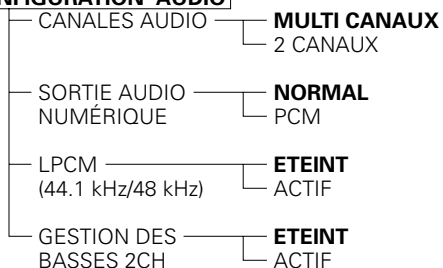 NFIGURATION AUDIO
CANALES AUDIO MULTI CANAUX
2 CANAUX
SORTIE AUDIO NORMAL
NUMÉRIQUE PCM
LPCM ETEINT
(44.1 kHz/48 kHz) ACTIF
GESTION DES ETEINT
BASSES 2CH ACTIF